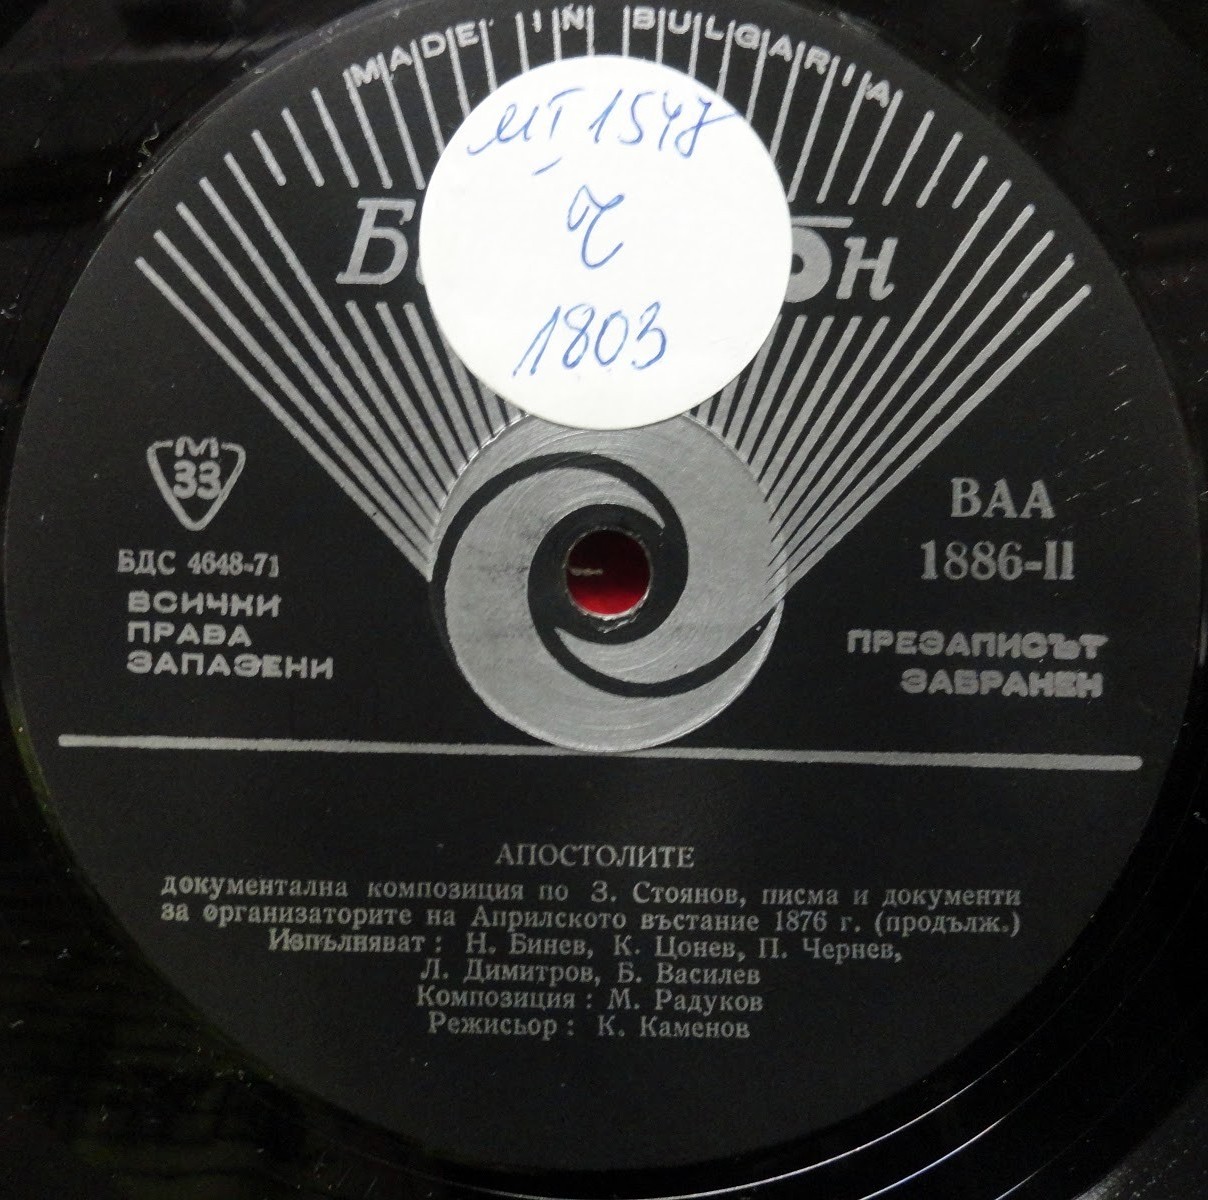 MADE IN BULGARIA
МТ 1547
Ч
1803
М
33
БДС 4648-71
ВСИЧКИ
ПРАВА
ЗАПАЗЕНИ
ВАА
1886-II
ПРЕЗАПИСЪТ
ЗАБРАНЕН
АПОСТОЛИТЕ
документална композиция по З. Стоянов, писма и документи
за организаторите на Априлското въстание 1876 г. (продълж.)
Изпълняват : Н. Бинев, К. Цонев, П. Чернев,
Л. Димитров, Б. Василев
Композиция : М. Радуков
Режисьор : К. Каменов